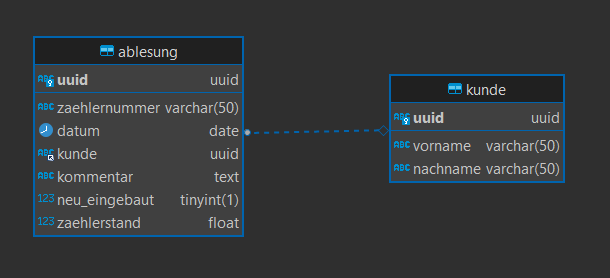 ablesung
uuid uuid
zaehlernummer varchar(50)
datum date
kunde uuid
kommentar text
neu_eingebaut tinyint(1)
zaehlerstand float
kunde
uuid uuid
vorname varchar(50)
nachname varchar(50)